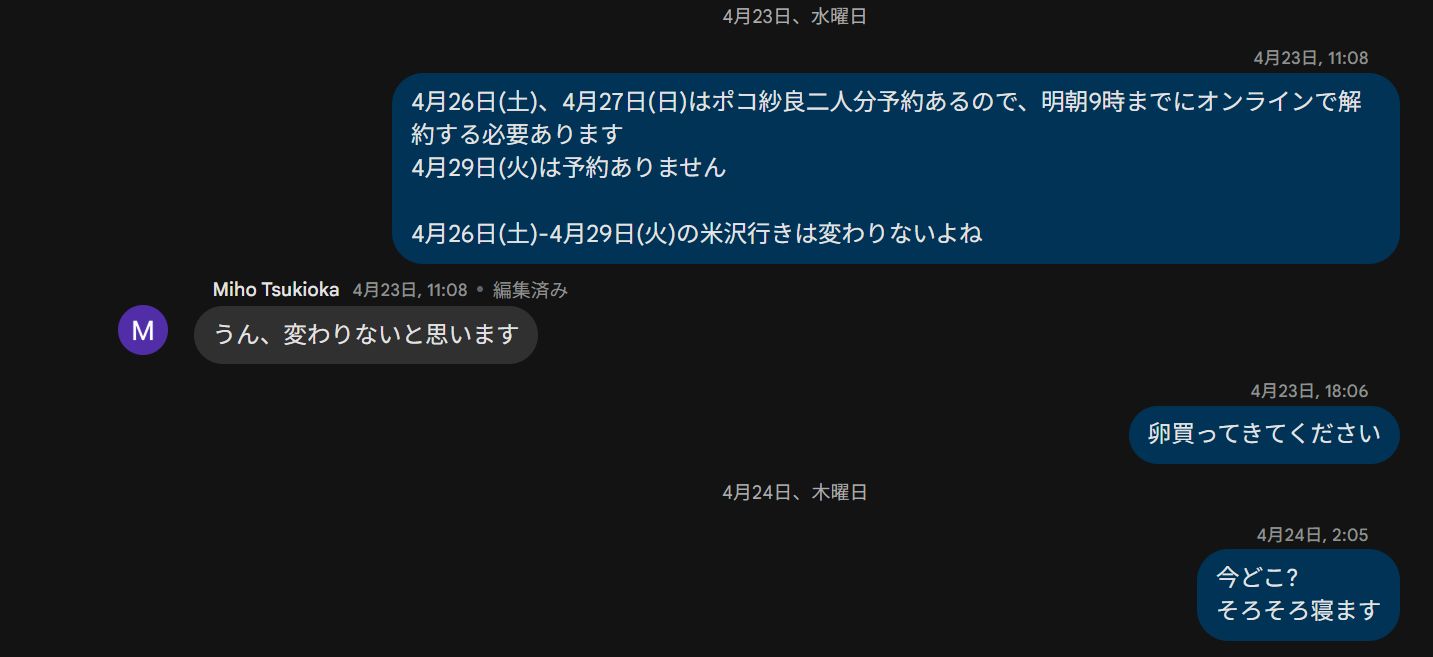 4月23日、水曜日
4月23日, 11:08
4月26日(土)、4月27日(日)はポコ紗良二人分予約あるので、明朝9時までにオンラインで解
約する必要あります
4月29日(火)は予約ありません
4月26日(土)-4月29日(火)の米沢行きは変わりないよね
Miho Tsukioka 4月23日, 11:08 • 編集済み
M
うん、変わりないと思います
4月23日, 18:06
卵買ってきてください
4月24日、木曜日
4月24日, 2:05
今どこ?
そろそろ寝ます